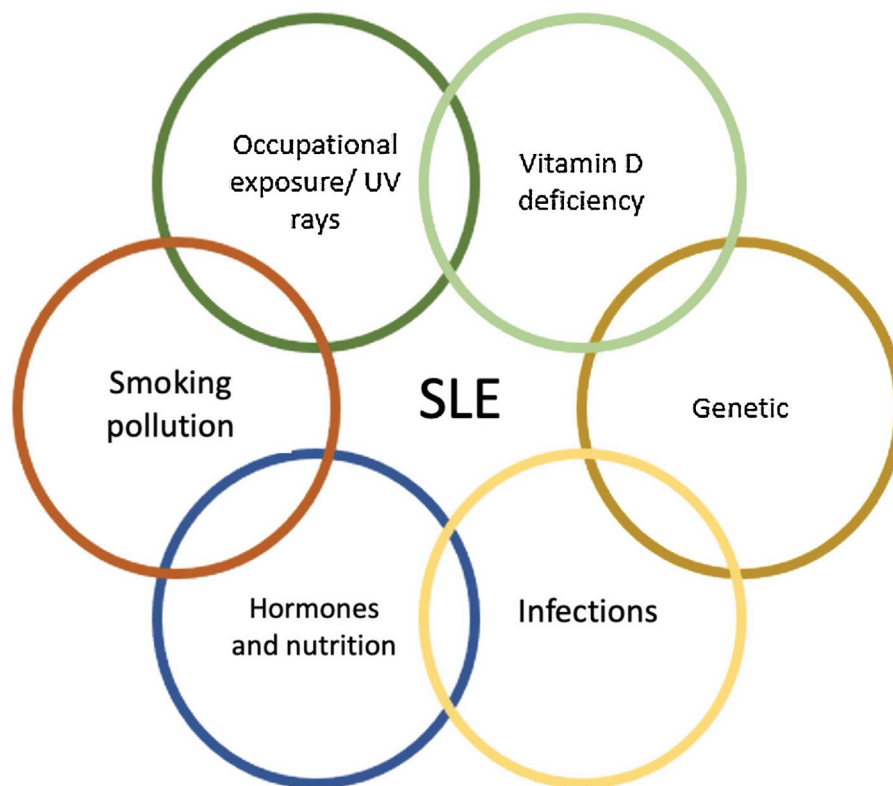 Occupational
exposure/ UV
rays
Vitamin D
deficiency
Smoking
pollution
SLE
Genetic
Hormones
and nutrition
Infections